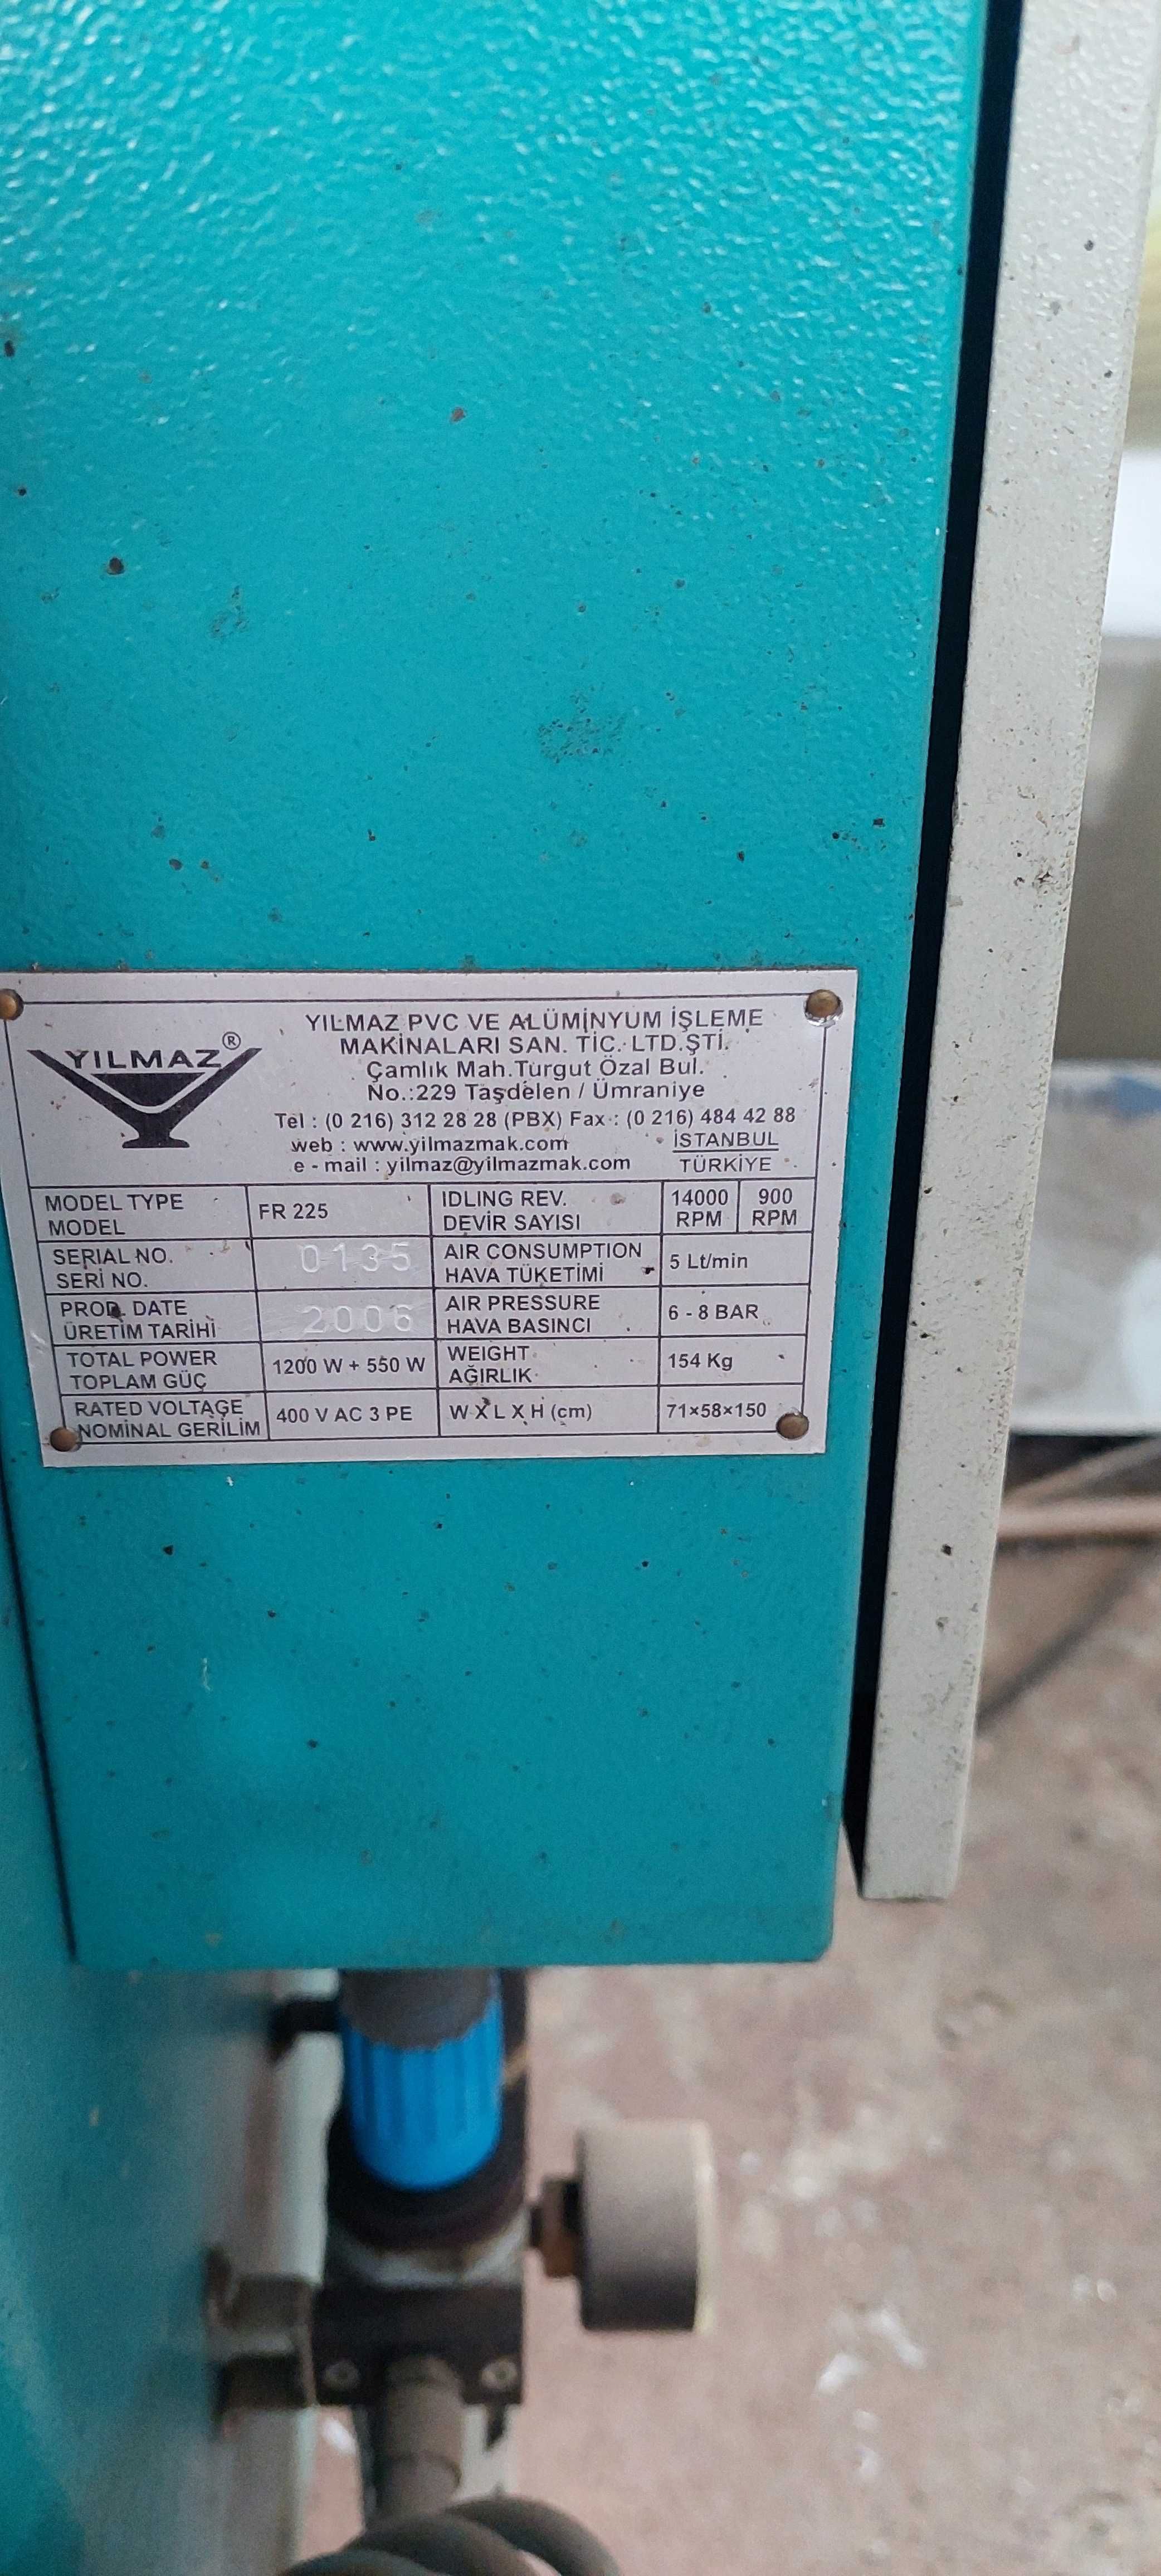 YILMAZ®
YILMAZ PVC VE ALÜMİNYUM İŞLEME
MAKİNALARI SAN. TİC. LTD.ŞTİ.
Çamlık Mah.Turgut Özal Bul.
No.:229 Taşdelen / Ümraniye
Tel : (0 216) 312 28 28 (PBX) Fax : (0 216) 484 42 88
web : www.yilmazmak.com İSTANBUL
e - mail : yilmaz@yilmazmak.com TÜRKİYE
MODEL TYPE
MODEL
FR 225
IDLING REV.
DEVİR SAYISI
14000
RPM
900
RPM
SERIAL NO.
SERİ NO.
0135
AIR CONSUMPTION
HAVA TÜKETİMİ
5 Lt/min
PROD. DATE
ÜRETİM TARİHİ
2006
AIR PRESSURE
HAVA BASINCI
6 - 8 BAR
TOTAL POWER
TOPLAM GÜÇ
1200 W + 550 W
WEIGHT
AĞIRLIK
154 Kg
RATED VOLTAGE
NOMİNAL GERİLİM
400 V AC 3 PE
W X L X H (cm)
71×58×150